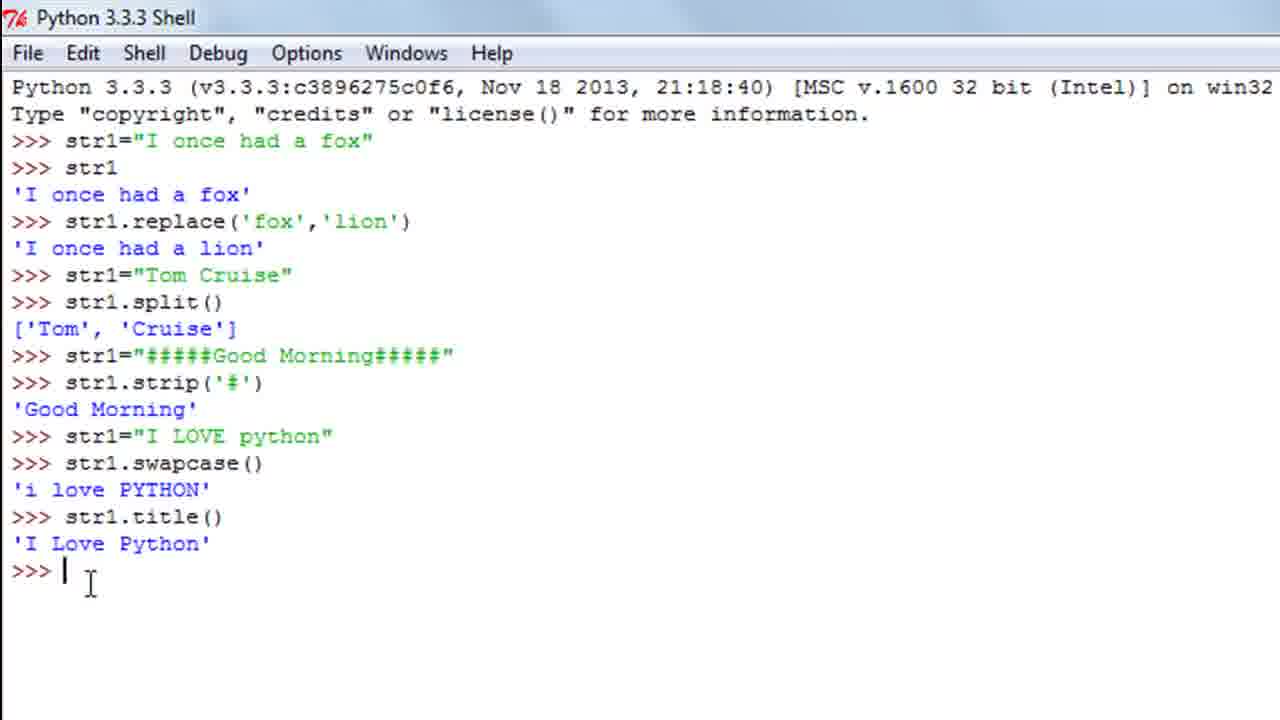 Python 3.3.3 Shell
File Edit Shell Debug Options Windows Help
Python 3.3.3 (v3.3.3:c3896275c0f6, Nov 18 2013, 21:18:40) [MSC v.1600 32 bit (Intel)] on win32
Type "copyright", "credits" or "license()" for more information.
>>> str1="I once had a fox"
>>> str1
'I once had a fox'
>>> str1.replace('fox','lion')
'I once had a lion'
>>> str1="Tom Cruise"
>>> str1.split()
['Tom', 'Cruise']
>>> str1="#####Good Morning#####"
>>> str1.strip('#')
'Good Morning'
>>> str1="I LOVE python"
>>> str1.swapcase()
'i love PYTHON'
>>> str1.title()
'I Love Python'
>>>